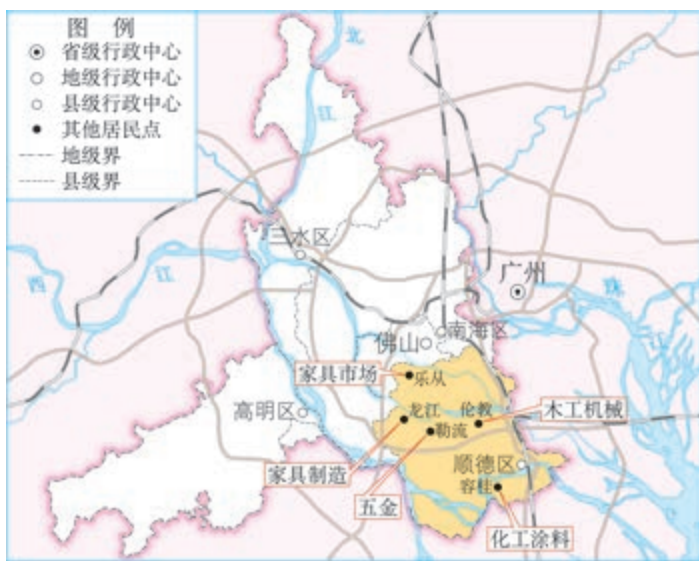 图 例
省级行政中心
地级行政中心
县级行政中心
其他居民点
地级界
县级界
北
江
三水区
西
江
广州
珠
江
南海区
佛山
家具市场
乐从
高明区
龙江
伦教
木工机械
勒流
家具制造
顺德区
五金
容桂
化工涂料